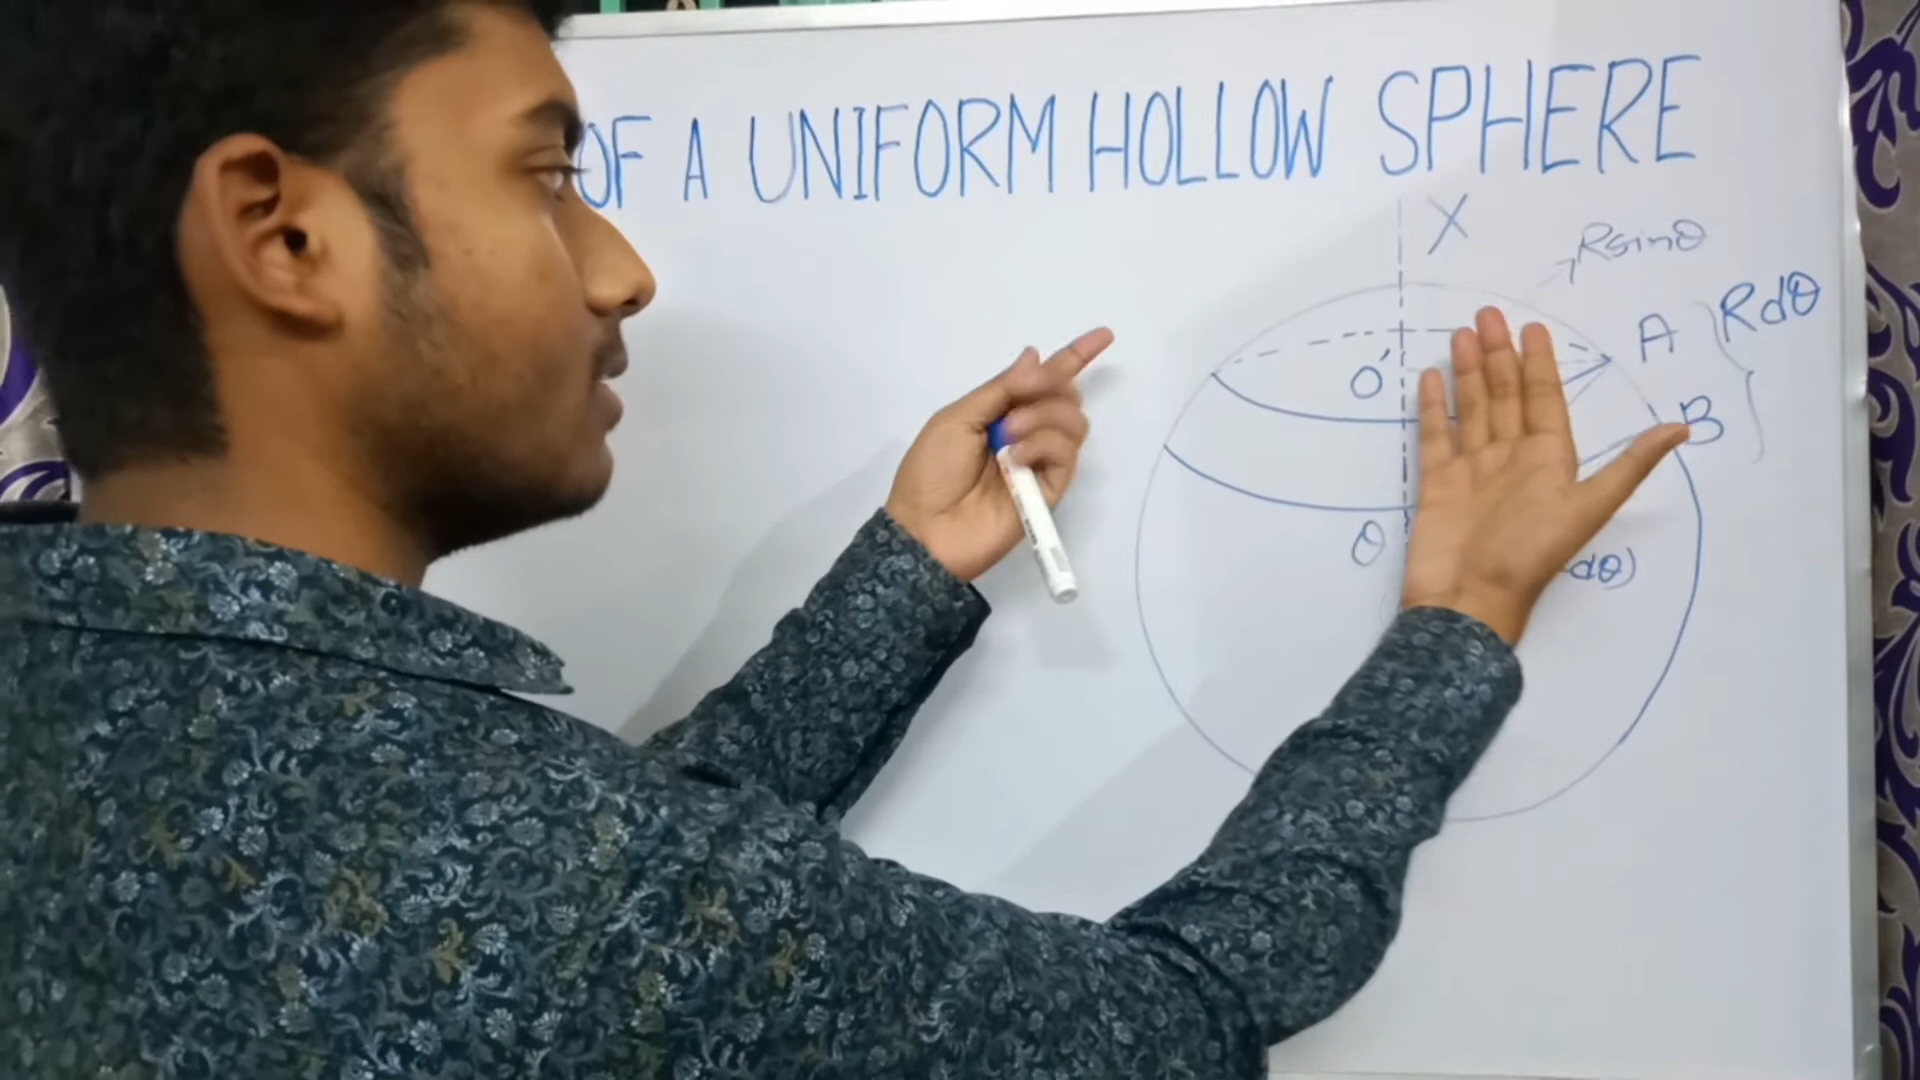 OF A UNIFORM HOLLOW SPHERE
X
Rsinθ
A
Rdθ
O'
B
O
dθ)